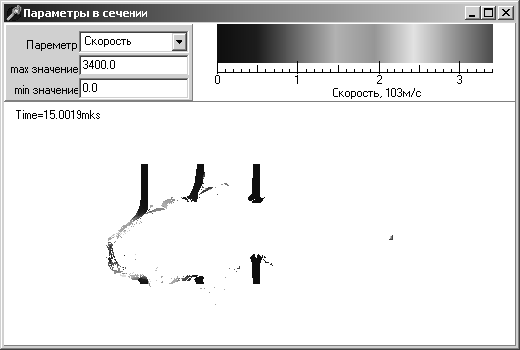 Параметры в сечении
Пареметр Скорость
max значение 3400.0
min значение 0.0
0 1 2 3
Скорость, 103м/с
Time=15.0019mks